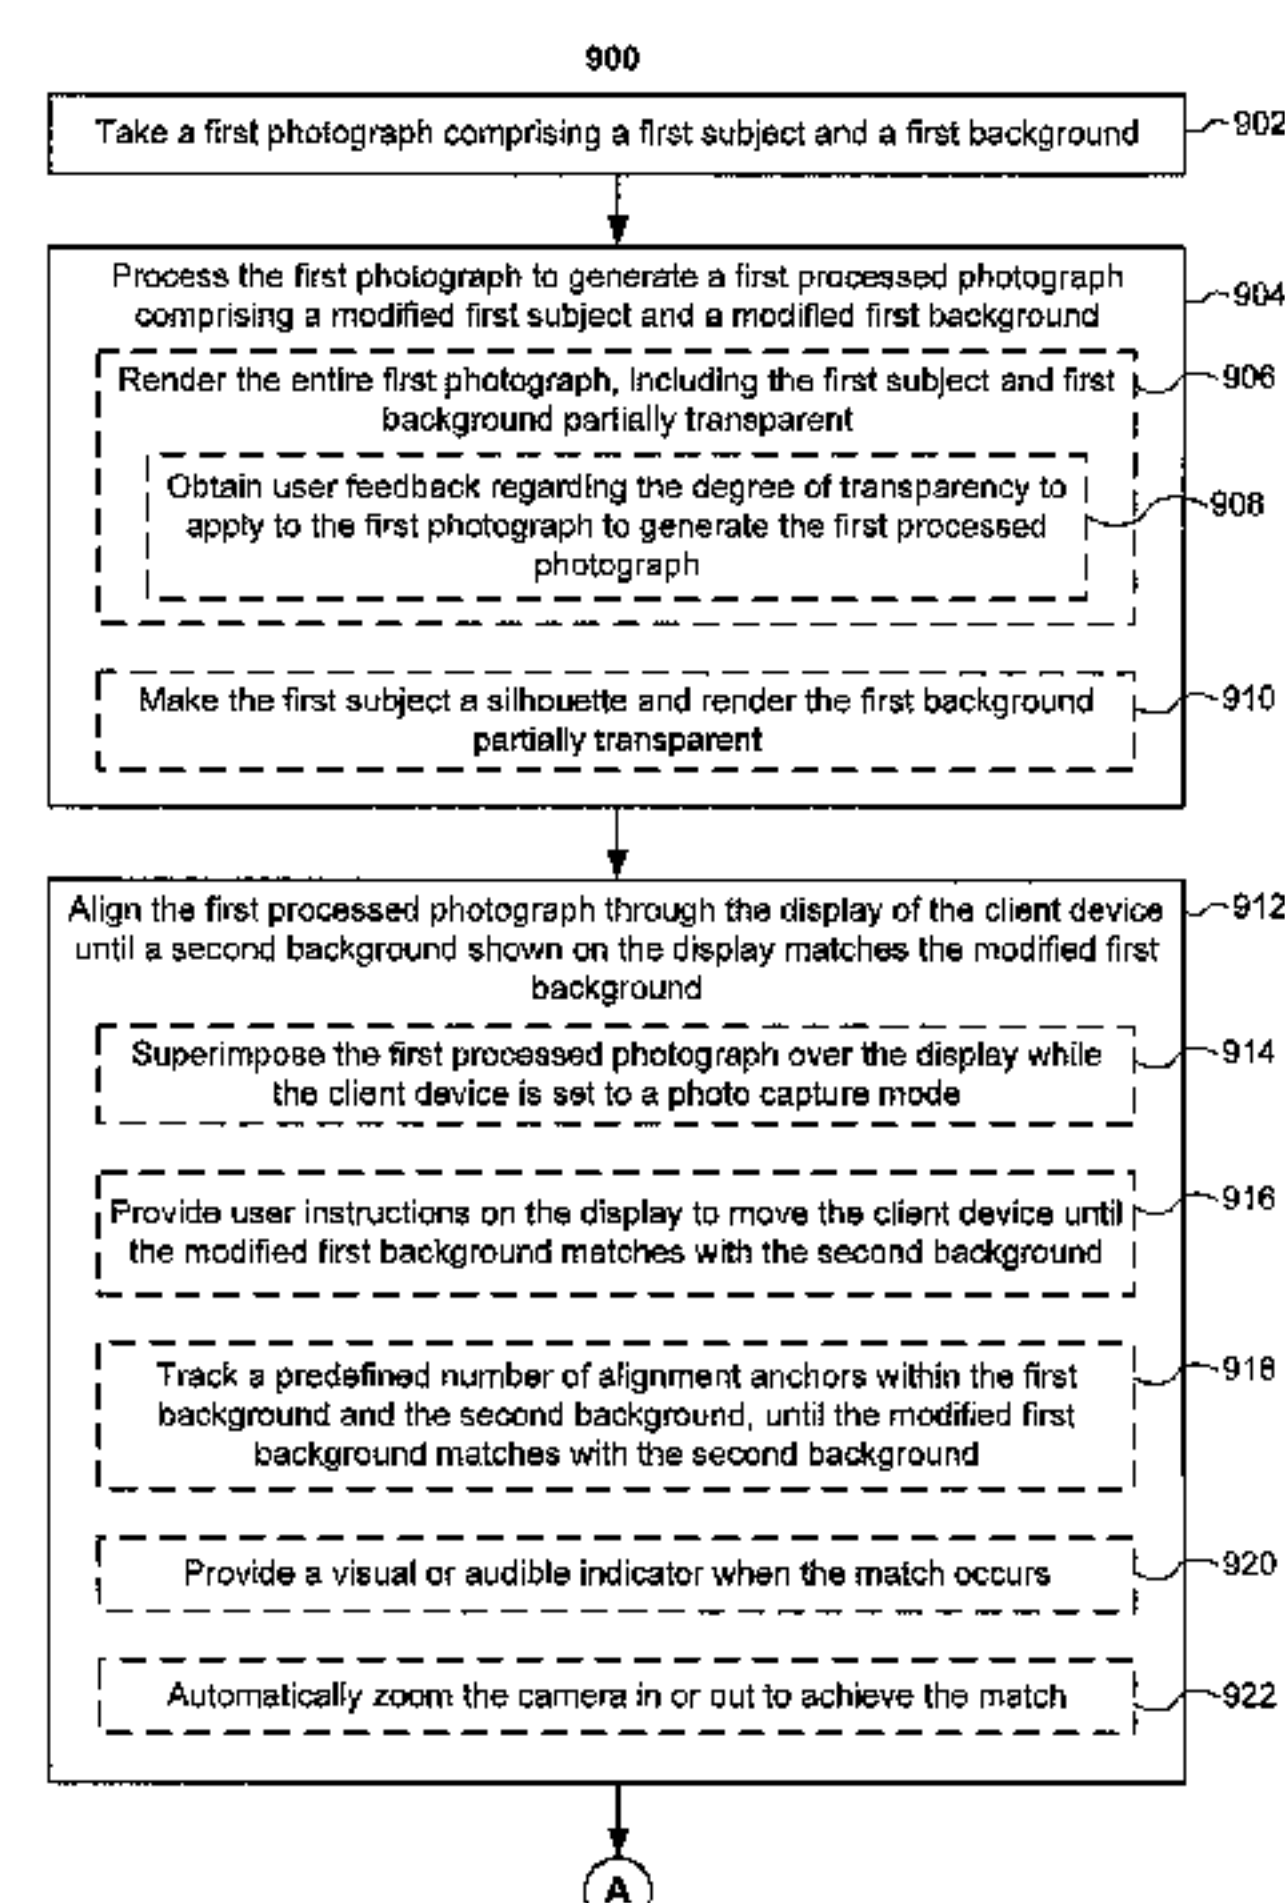 900
Take a first photograph comprising a first subject and a first background
902
Process the first photograph to generate a first processed photograph
comprising a modified first subject and a modified first background
904
Render the entire first photograph, including the first subject and first
background partially transparent
906
Obtain user feedback regarding the degree of transparency to
apply to the first photograph to generate the first processed
photograph
908
Make the first subject a silhouette and render the first background
partially transparent
910
Align the first processed photograph through the display of the client device
until a second background shown on the display matches the modified first
background
912
Superimpose the first processed photograph over the display while
the client device is set to a photo capture mode
914
Provide user instructions on the display to move the client device until
the modified first background matches with the second background
916
Track a predefined number of alignment anchors within the first
background and the second background, until the modified first
background matches with the second background
918
Provide a visual or audible indicator when the match occurs
920
Automatically zoom the camera in or out to achieve the match
922
A